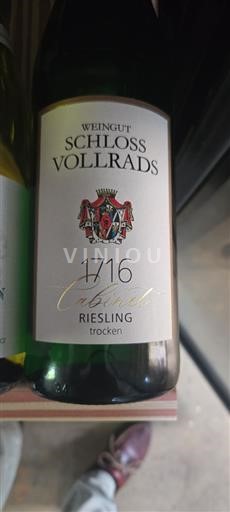 WEINGUT
SCHLOSS
VOLLRADS
VINIOU
1716
Cabinet
RIESLING
trocken